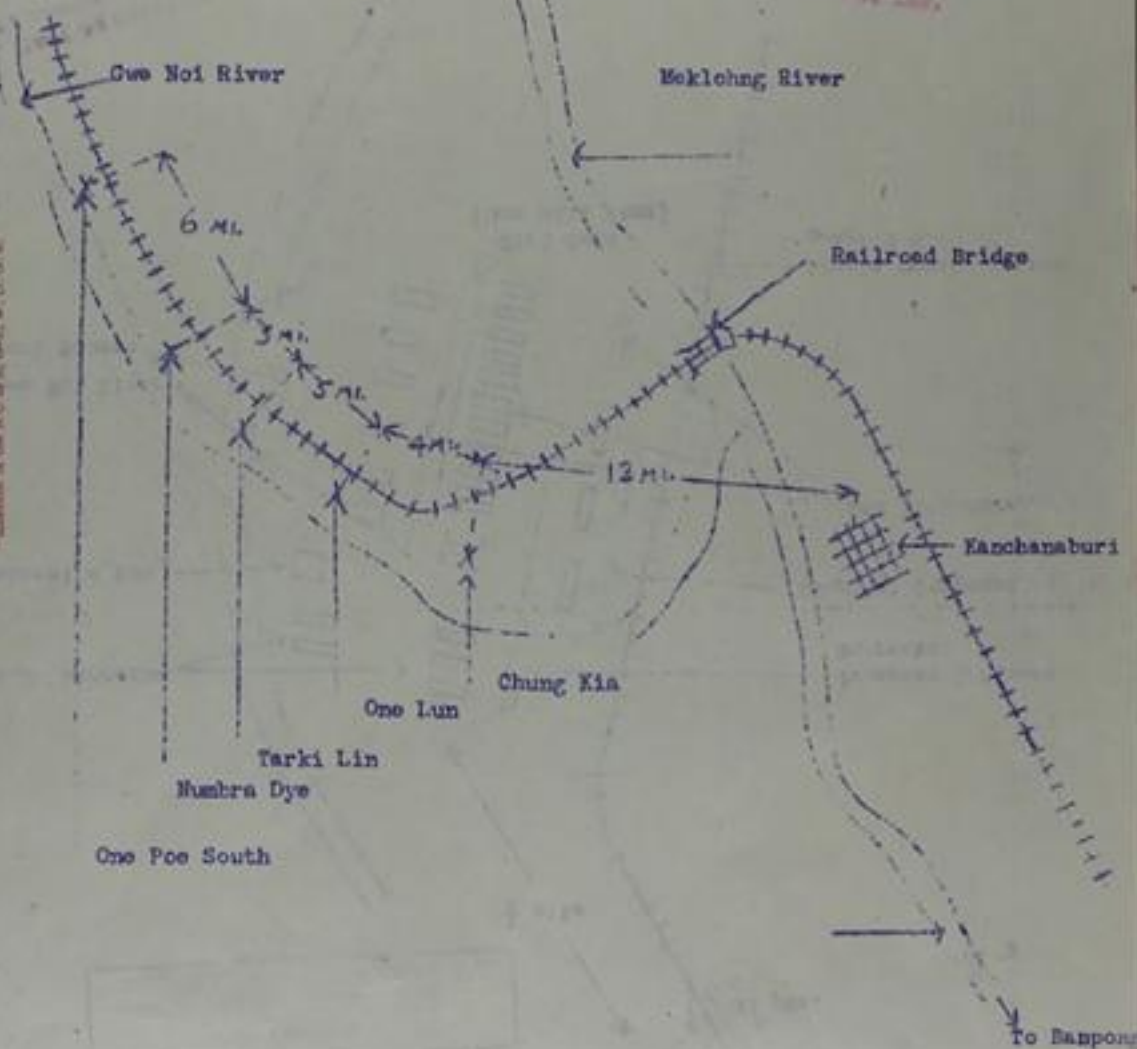 Gwe Noi River
Meklohng River
6 MI.
Railroad Bridge
3 MI.
5 MI.
4 MI.
12 MI.
Kanchanaburi
Chung Kia
One Lun
Tarki Lin
Numbra Dye
One Poe South
To Bampong